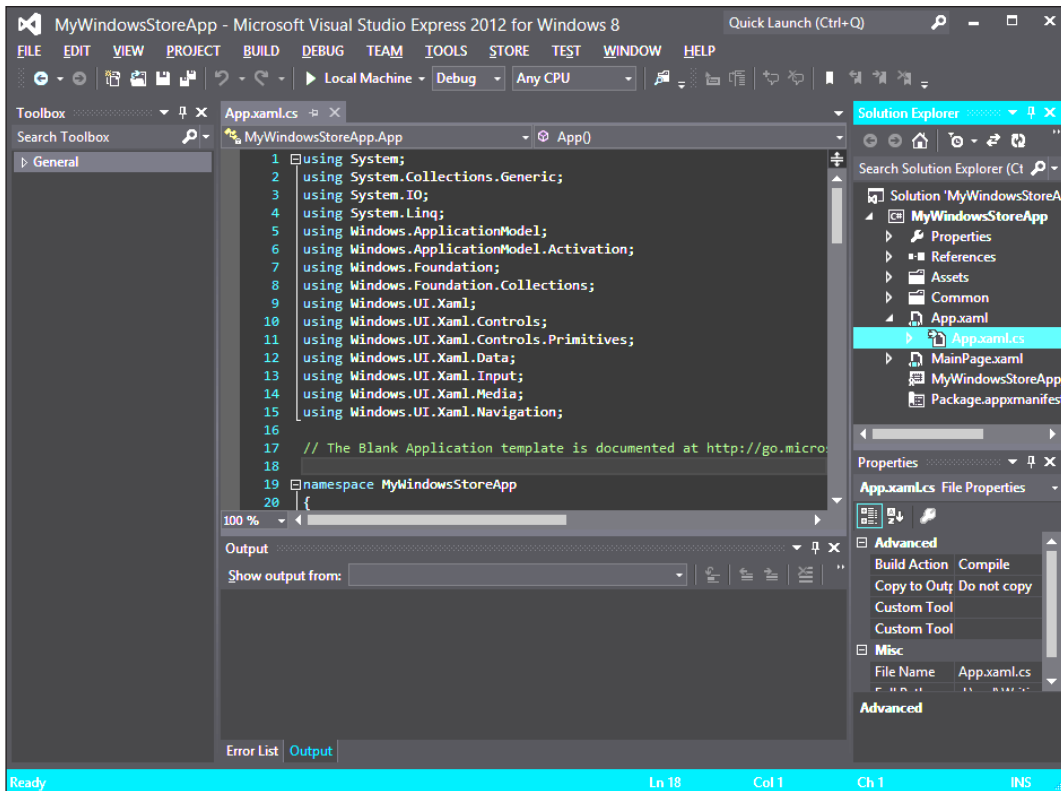 MyWindowsStoreApp - Microsoft Visual Studio Express 2012 for Windows 8
Quick Launch (Ctrl+Q)
FILE EDIT VIEW PROJECT BUILD DEBUG TEAM TOOLS STORE TEST WINDOW HELP
Local Machine Debug Any CPU
Toolbox
Search Toolbox
General
App.xaml.cs
MyWindowsStoreApp.App App()
1 using System;
2 using System.Collections.Generic;
3 using System.IO;
4 using System.Linq;
5 using Windows.ApplicationModel;
6 using Windows.ApplicationModel.Activation;
7 using Windows.Foundation;
8 using Windows.Foundation.Collections;
9 using Windows.UI.Xaml;
10 using Windows.UI.Xaml.Controls;
11 using Windows.UI.Xaml.Controls.Primitives;
12 using Windows.UI.Xaml.Data;
13 using Windows.UI.Xaml.Input;
14 using Windows.UI.Xaml.Media;
15 using Windows.UI.Xaml.Navigation;
16
17 // The Blank Application template is documented at http://go.micros
18
19 namespace MyWindowsStoreApp
20 {
100 %
Output
Show output from:
Error List Output
Solution Explorer
Search Solution Explorer (Ct
Solution 'MyWindowsStoreA
C# MyWindowsStoreApp
Properties
References
Assets
Common
App.xaml
App.xaml.cs
MainPage.xaml
MyWindowsStoreApp
Package.appxmanifes
Properties
App.xaml.cs File Properties
Advanced
Build Action Compile
Copy to Outp Do not copy
Custom Tool
Custom Tool
Misc
File Name App.xaml.cs
Advanced
Ready Ln 18 Col 1 Ch 1 INS